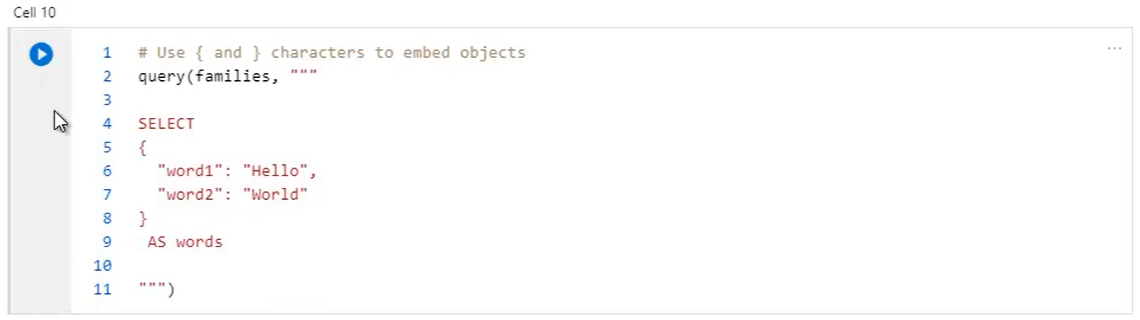 Cell 10
1 # Use { and } characters to embed objects
2 query(families, """
3
4 SELECT
5 {
6   "word1": "Hello",
7   "word2": "World"
8 }
9  AS words
10
11 """)